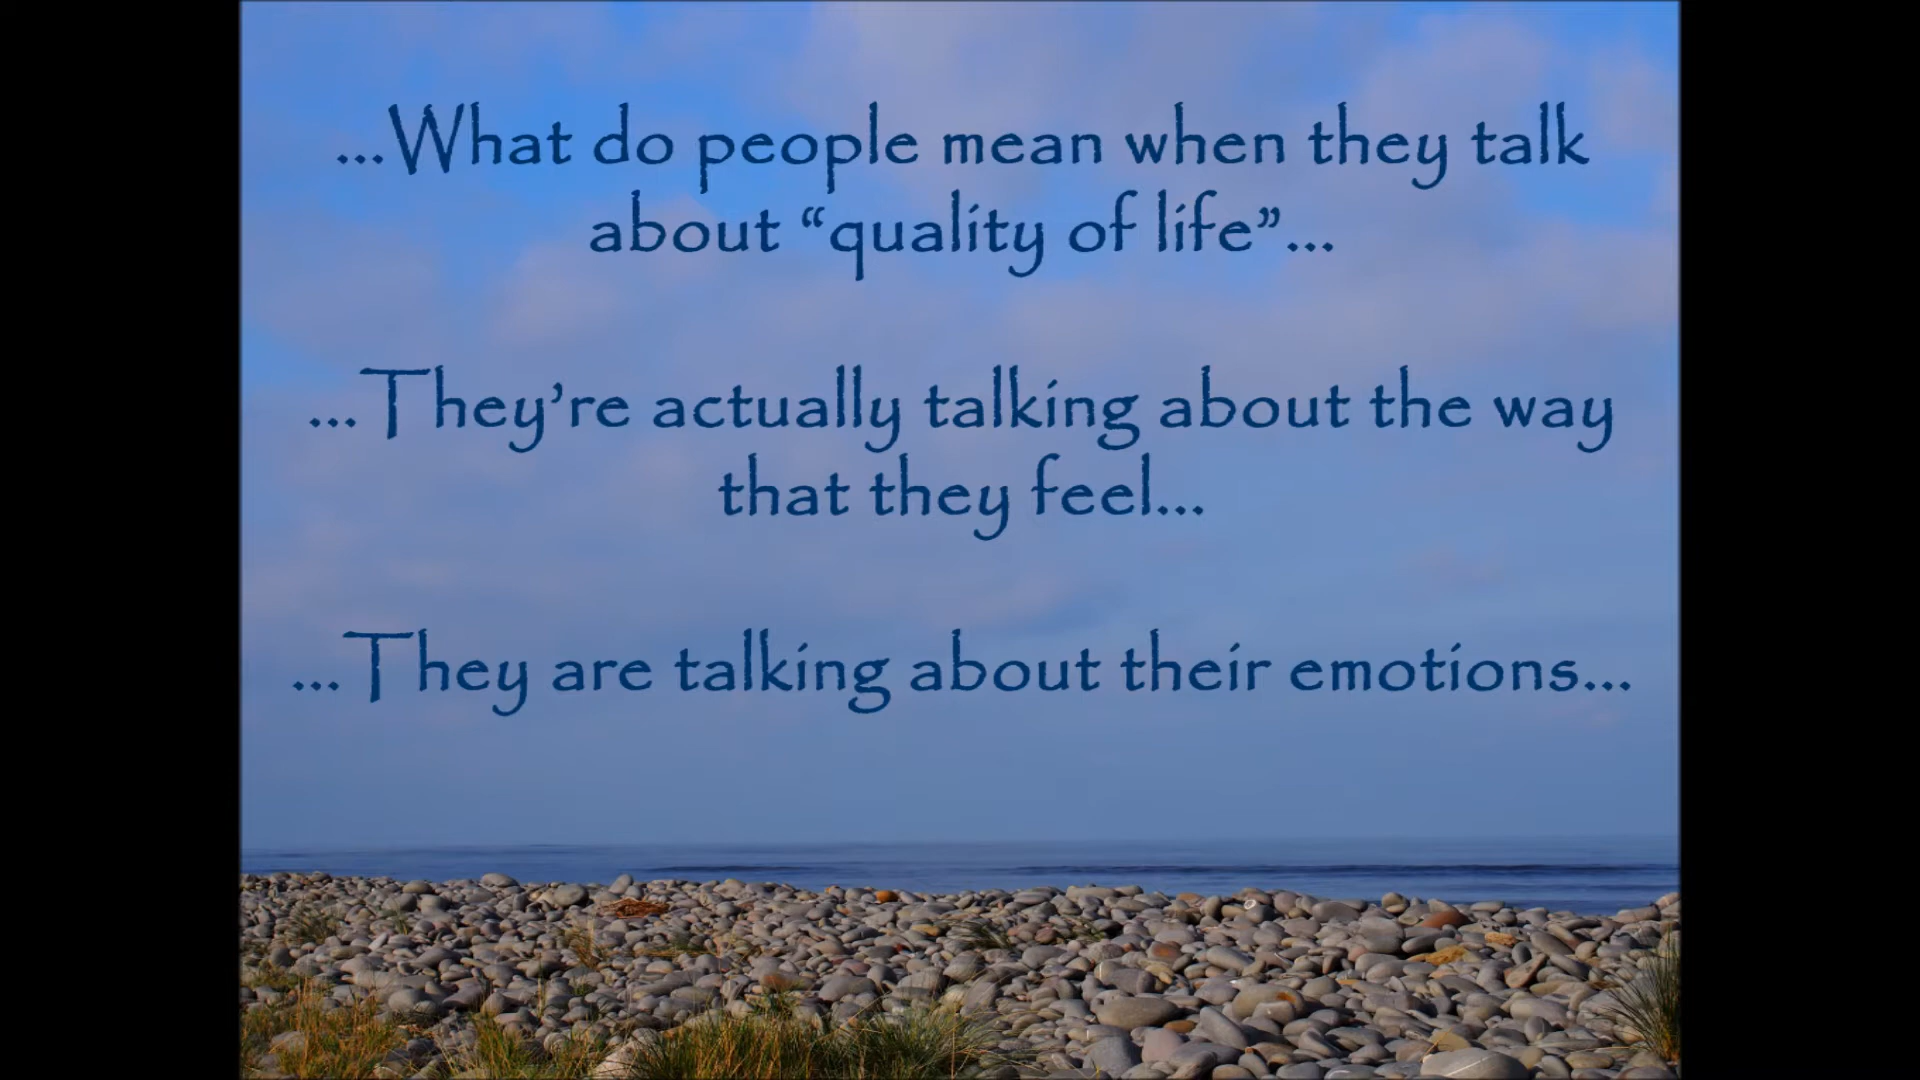 ...What do people mean when they talk
about “quality of life”...
...They’re actually talking about the way
that they feel...
...They are talking about their emotions...